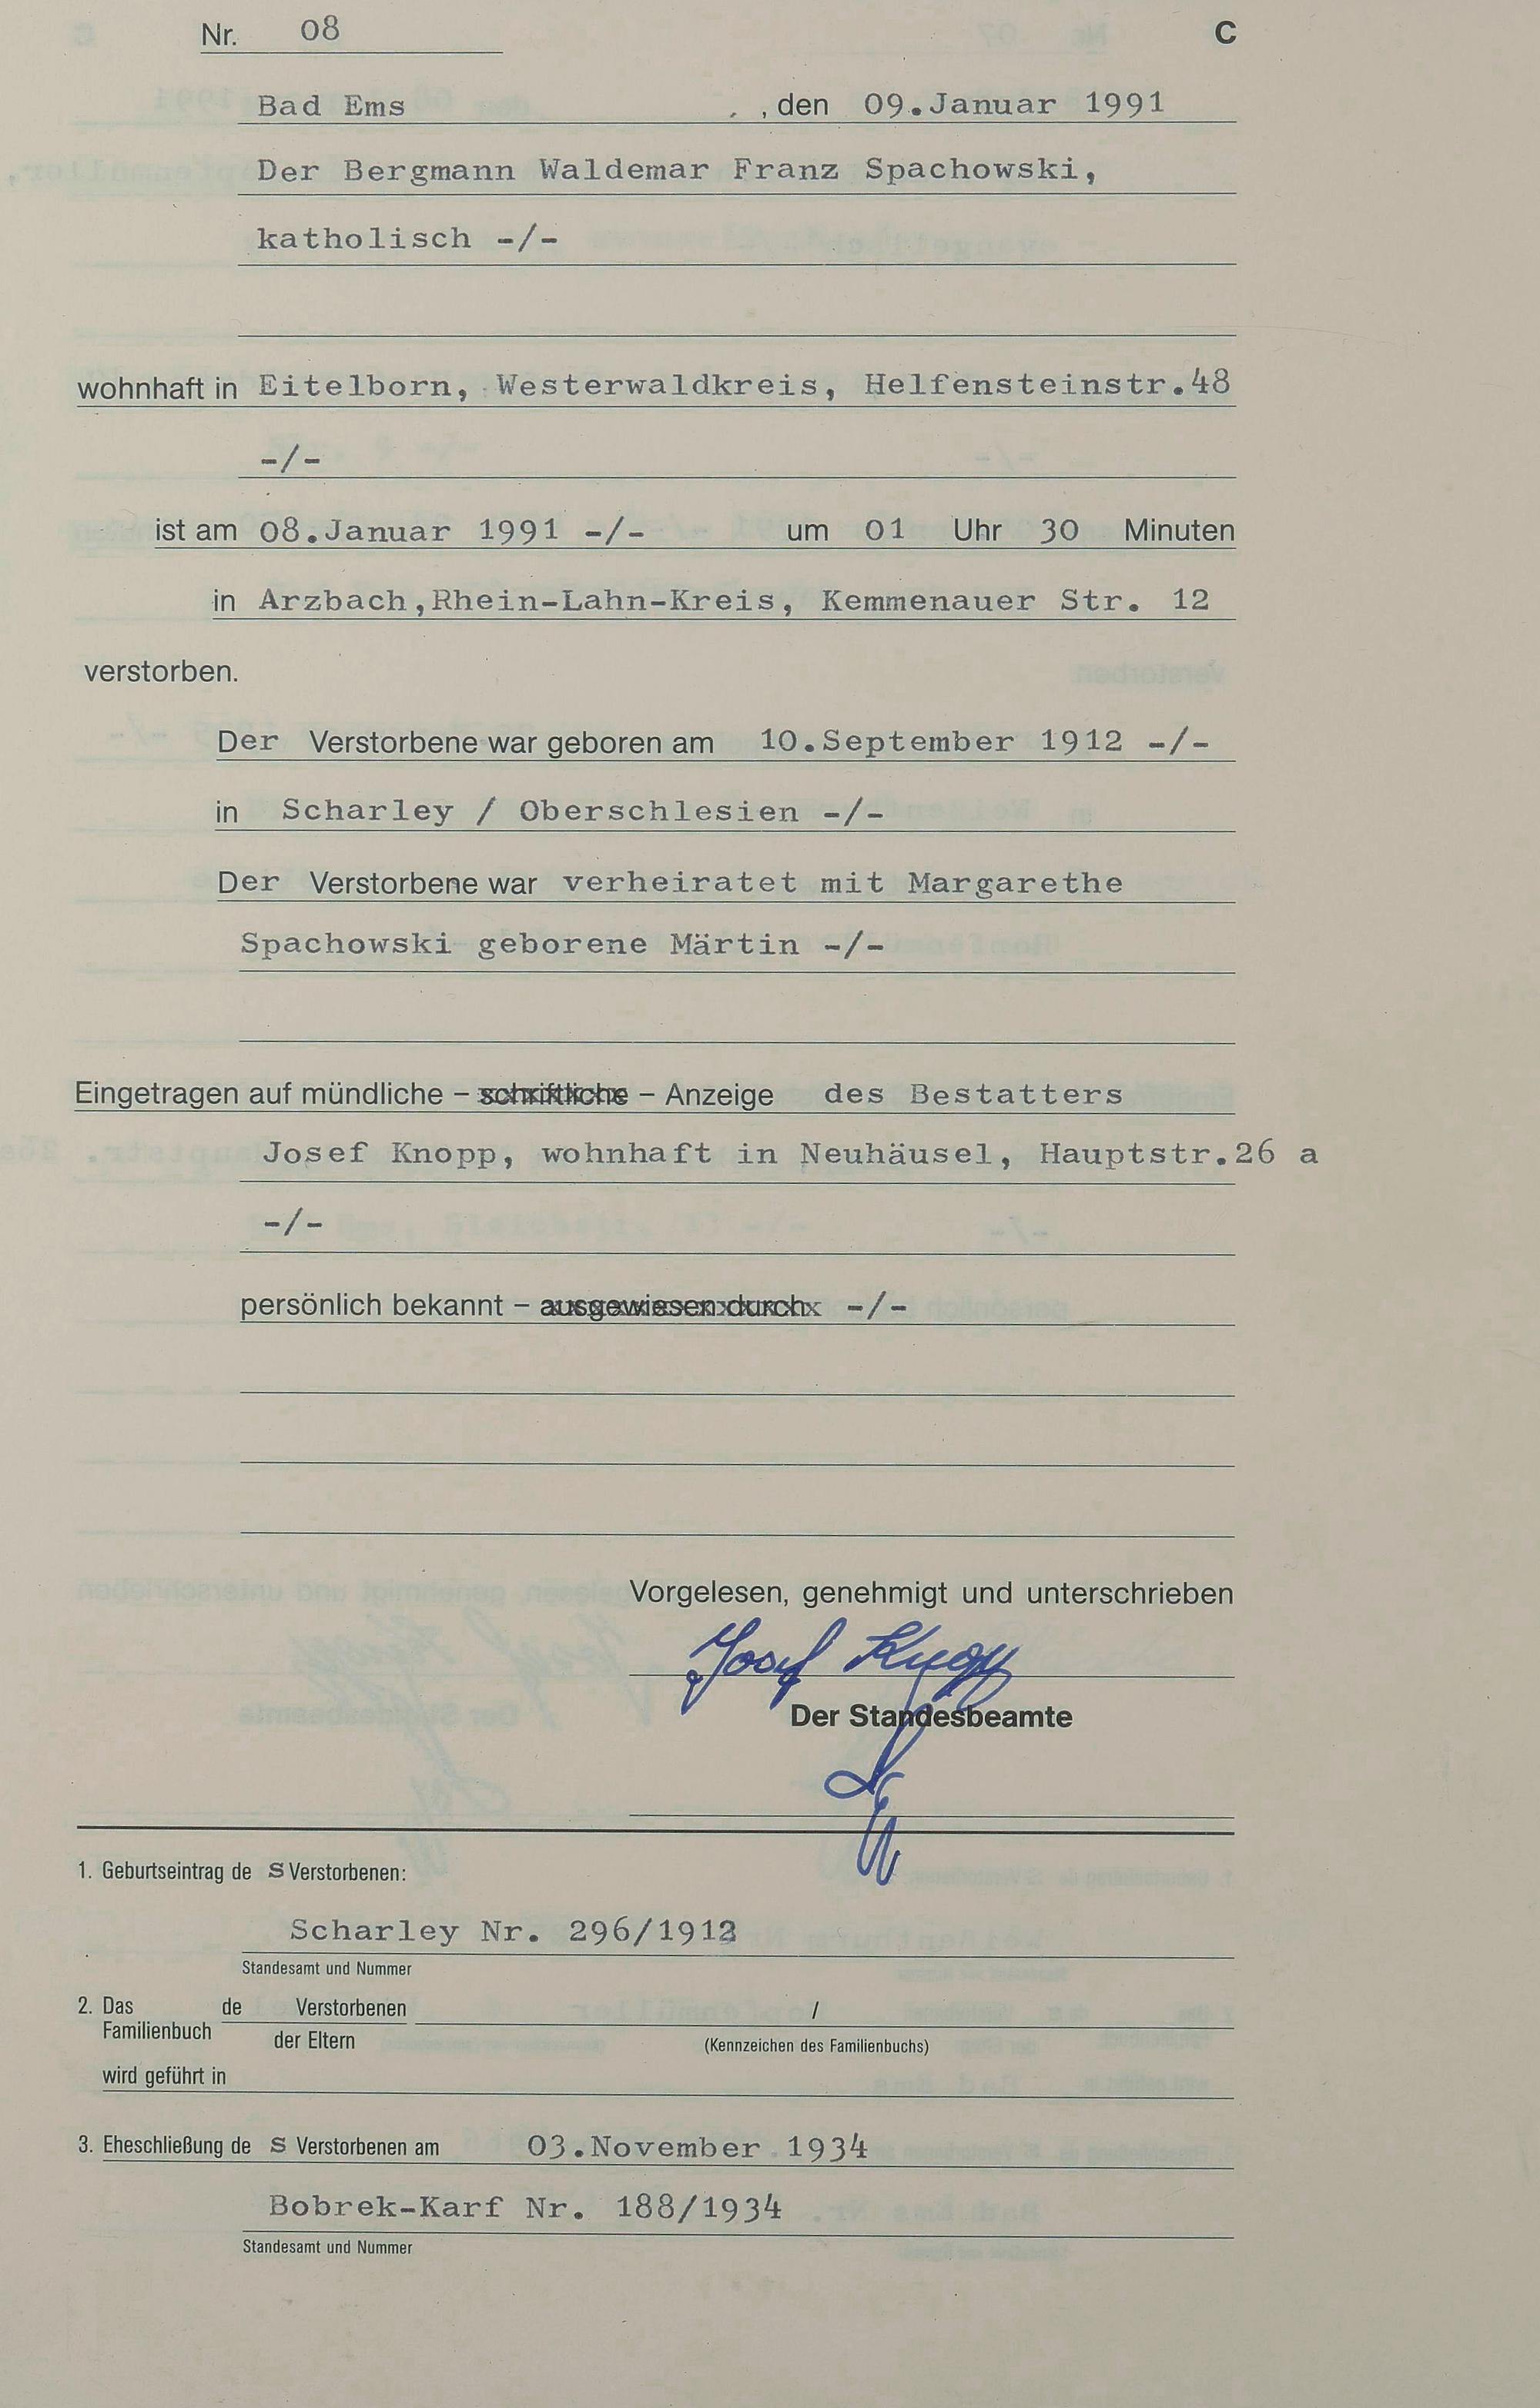 Nr. 08 C
Bad Ems , den 09.Januar 1991
Der Bergmann Waldemar Franz Spachowski,
katholisch -/-
wohnhaft in Eitelborn, Westerwaldkreis, Helfensteinstr.48
-/-
ist am 08.Januar 1991 -/- um 01 Uhr 30 Minuten
in Arzbach,Rhein-Lahn-Kreis, Kemmenauer Str. 12
verstorben.
Der Verstorbene war geboren am 10.September 1912 -/-
in Scharley / Oberschlesien -/-
Der Verstorbene war verheiratet mit Margarethe
Spachowski geborene Märtin -/-
Eingetragen auf mündliche – schriftliche – Anzeige des Bestatters
Josef Knopp, wohnhaft in Neuhäusel, Hauptstr.26 a
-/-
persönlich bekannt – ausgewiesen durch -/-
Vorgelesen, genehmigt und unterschrieben
Josef Knopp
Der Standesbeamte
1. Geburtseintrag de s Verstorbenen:
Scharley Nr. 296/1912
Standesamt und Nummer
2. Das de Verstorbenen /
Familienbuch der Eltern (Kennzeichen des Familienbuchs)
wird geführt in
3. Eheschließung de s Verstorbenen am 03.November 1934
Bobrek-Karf Nr. 188/1934
Standesamt und Nummer